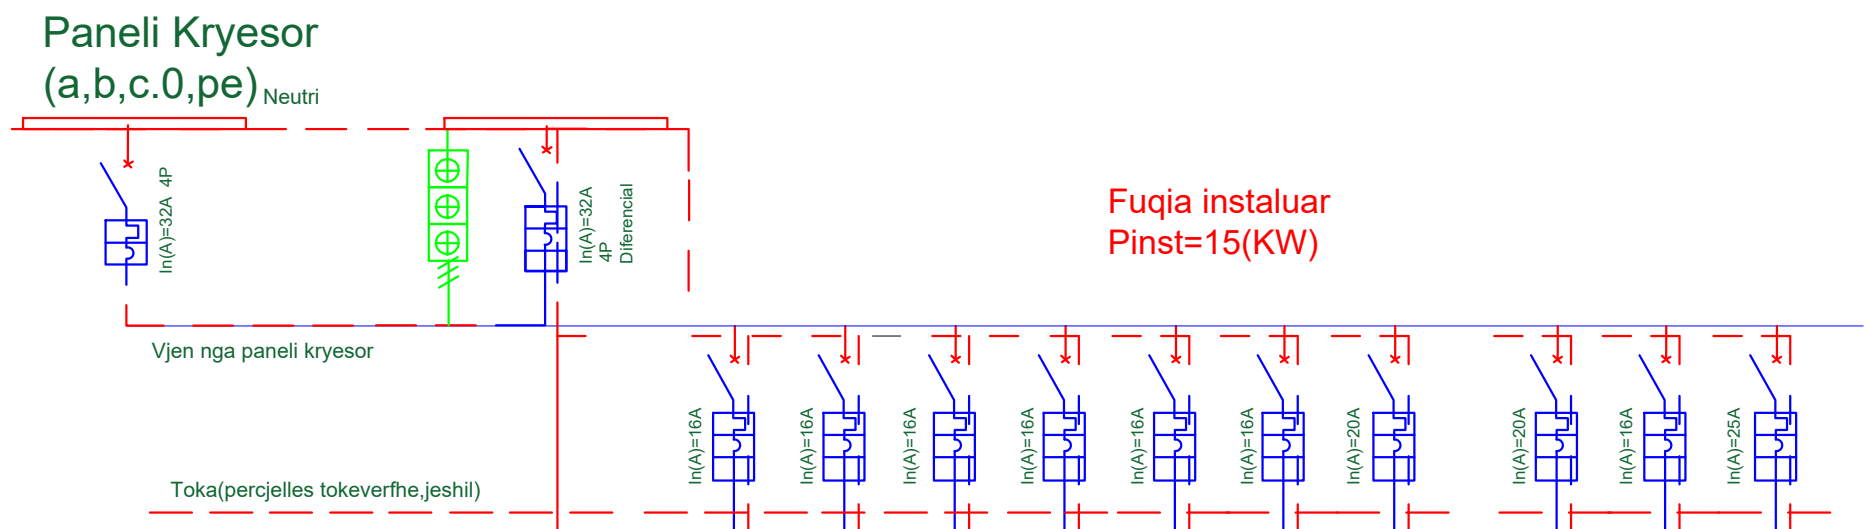 Paneli Kryesor
(a,b,c.0,pe) Neutri
In(A)=32A 4P
In(A)=32A
4P
Diferencial
Fuqia instaluar
Pinst=15(KW)
Vjen nga paneli kryesor
In(A)=16A
In(A)=16A
In(A)=16A
In(A)=16A
In(A)=16A
In(A)=16A
In(A)=20A
In(A)=20A
In(A)=16A
In(A)=25A
Toka(percjelles tokeverfhe,jeshil)